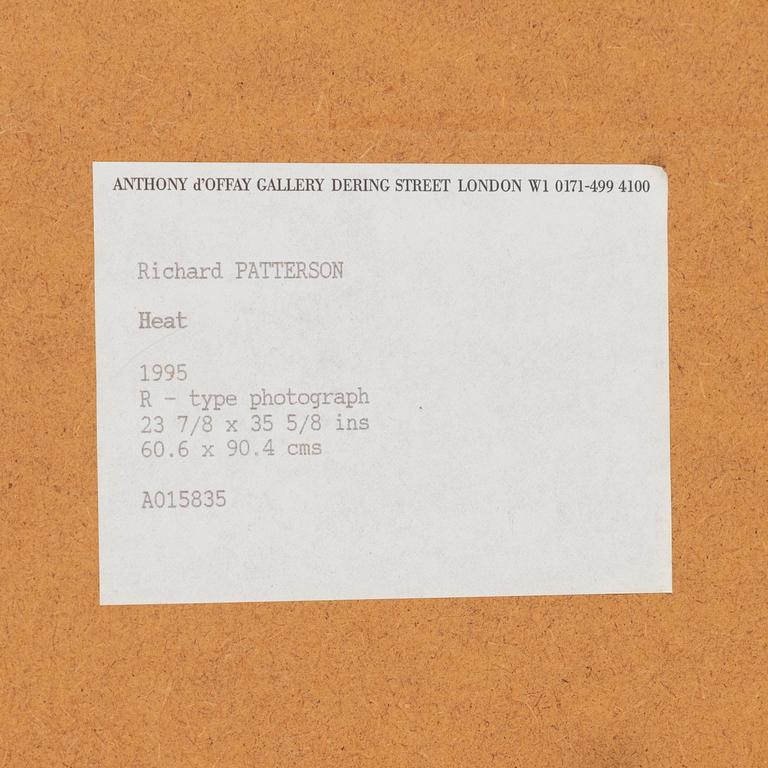 ANTHONY d'OFFAY GALLERY DERING STREET LONDON W1 0171-499 4100
Richard PATTERSON
Heat
1995
R - type photograph
23 7/8 x 35 5/8 ins
60.6 x 90.4 cms
A015835